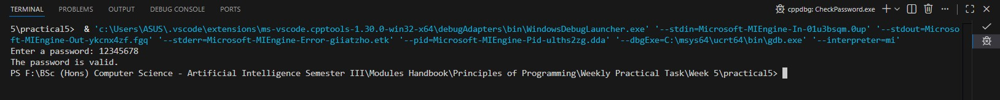 TERMINAL PROBLEMS OUTPUT DEBUG CONSOLE PORTS cppdbg: CheckPassword.exe
5\practical5>  & 'c:\Users\ASUS\.vscode\extensions\ms-vscode.cpptools-1.30.0-win32-x64\debugAdapters\bin\WindowsDebugLauncher.exe' '--stdin=Microsoft-MIEngine-In-01u3bsqm.0up' '--stdout=Microso
ft-MIEngine-Out-ykcnx4zf.fgq' '--stderr=Microsoft-MIEngine-Error-giiatzho.etk' '--pid=Microsoft-MIEngine-Pid-ulths2zg.dda' '--dbgExe=C:\msys64\ucrt64\bin\gdb.exe' '--interpreter=mi'
Enter a password: 12345678
The password is valid.
PS F:\BSc (Hons) Computer Science - Artificial Intelligence Semester III\Modules Handbook\Principles of Programming\Weekly Practical Task\Week 5\practical5>